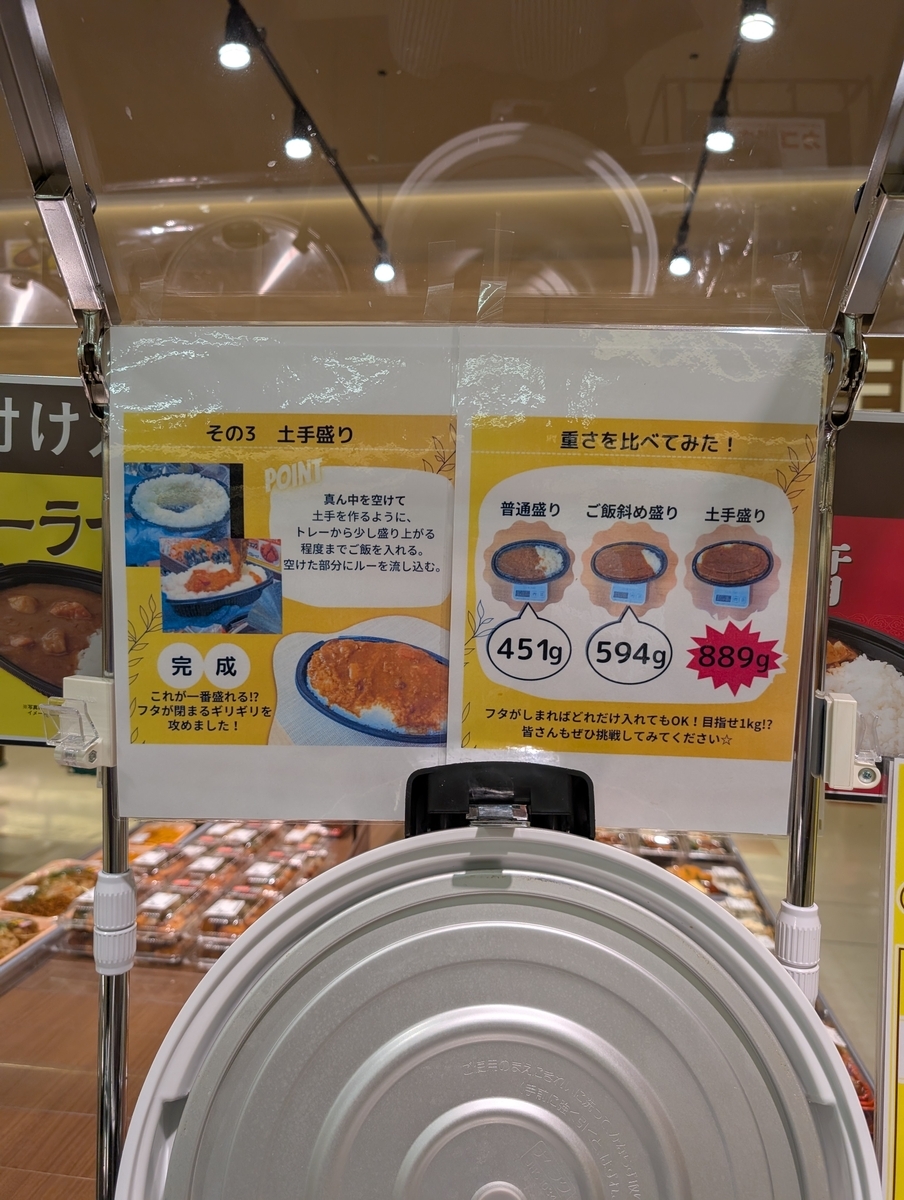 その3 土手盛り
POINT
真ん中を空けて
土手を作るように、
トレーから少し盛り上がる
程度までご飯を入れる。
空けた部分にルーを流し込む。
完成
これが一番盛れる!?
フタが閉まるギリギリを
攻めました！
重さを比べてみた！
普通盛り ご飯斜め盛り 土手盛り
451g 594g 889g
フタがしまればどれだけ入れてもOK！目指せ1kg!?
皆さんもぜひ挑戦してみてください☆
付け
ーラー